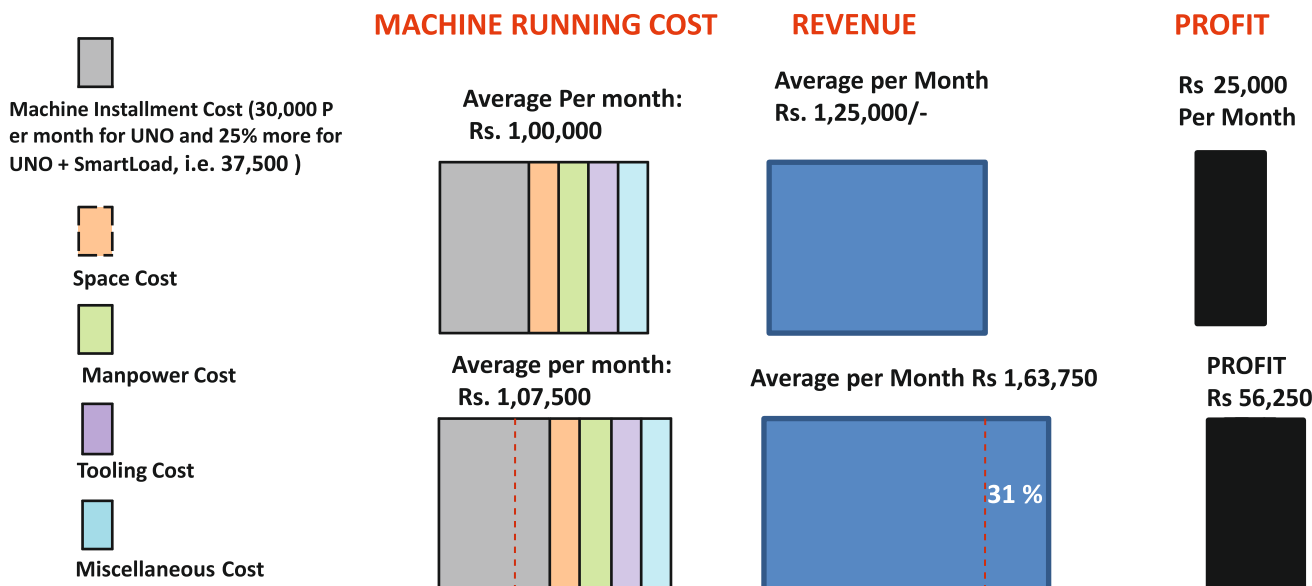 MACHINE RUNNING COST
REVENUE
PROFIT
Machine Installment Cost (30,000 P
er month for UNO and 25% more for
UNO + SmartLoad, i.e. 37,500 )
Space Cost
Manpower Cost
Tooling Cost
Miscellaneous Cost
Average Per month:
Rs. 1,00,000
Average per Month
Rs. 1,25,000/-
Rs 25,000
Per Month
Average per month:
Rs. 1,07,500
Average per Month Rs 1,63,750
31 %
PROFIT
Rs 56,250